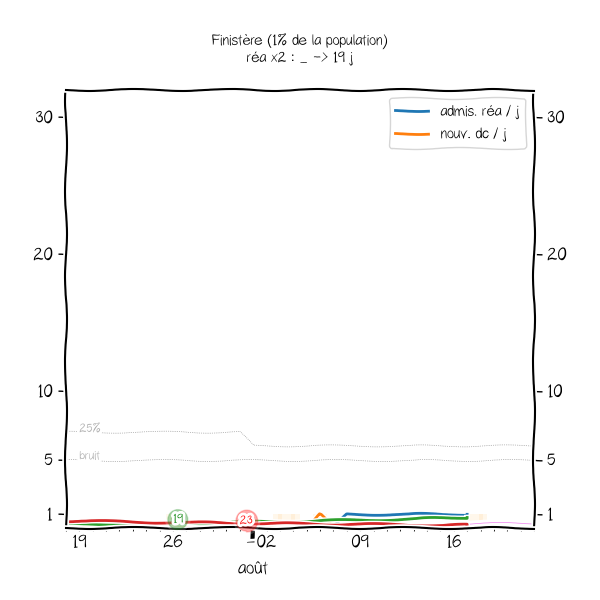 Finistère (1% de la population)
réa x2 : _ -> 19 j
admis. réa / j
nouv. dc / j
30 30
20 20
10 10
25%
bruit
5 5
1 1
19 23
19 26 02 09 16
août